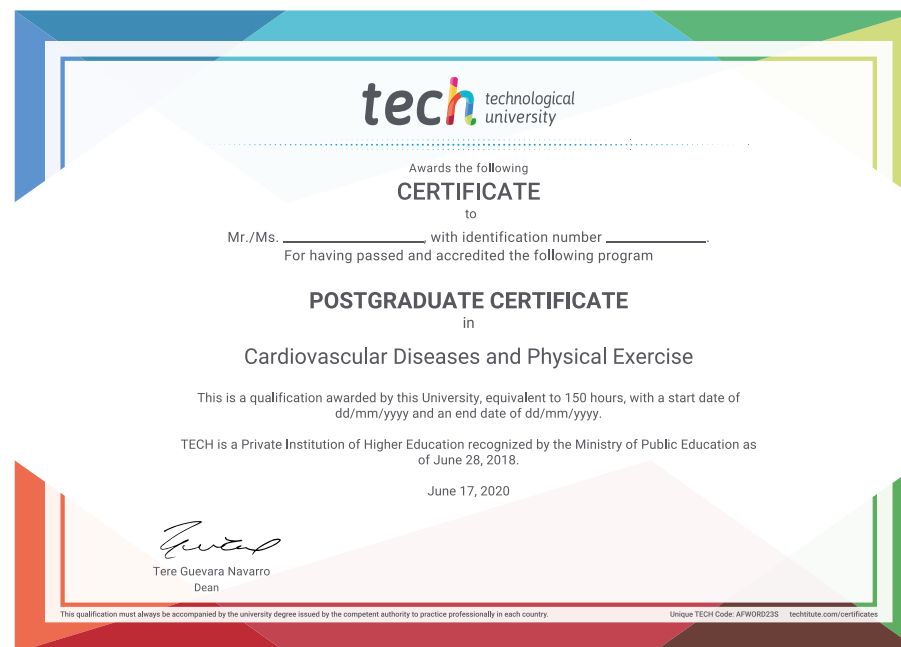 tech technological
university
Awards the following
CERTIFICATE
to
Mr./Ms. ____________________, with identification number ______________.
For having passed and accredited the following program
POSTGRADUATE CERTIFICATE
in
Cardiovascular Diseases and Physical Exercise
This is a qualification awarded by this University, equivalent to 150 hours, with a start date of
dd/mm/yyyy and an end date of dd/mm/yyyy.
TECH is a Private Institution of Higher Education recognized by the Ministry of Public Education as
of June 28, 2018.
June 17, 2020
Tere Guevara Navarro
Dean
This qualification must always be accompanied by the university degree issued by the competent authority to practice professionally in each country.
Unique TECH Code: AFWORD23S techtitute.com/certificates